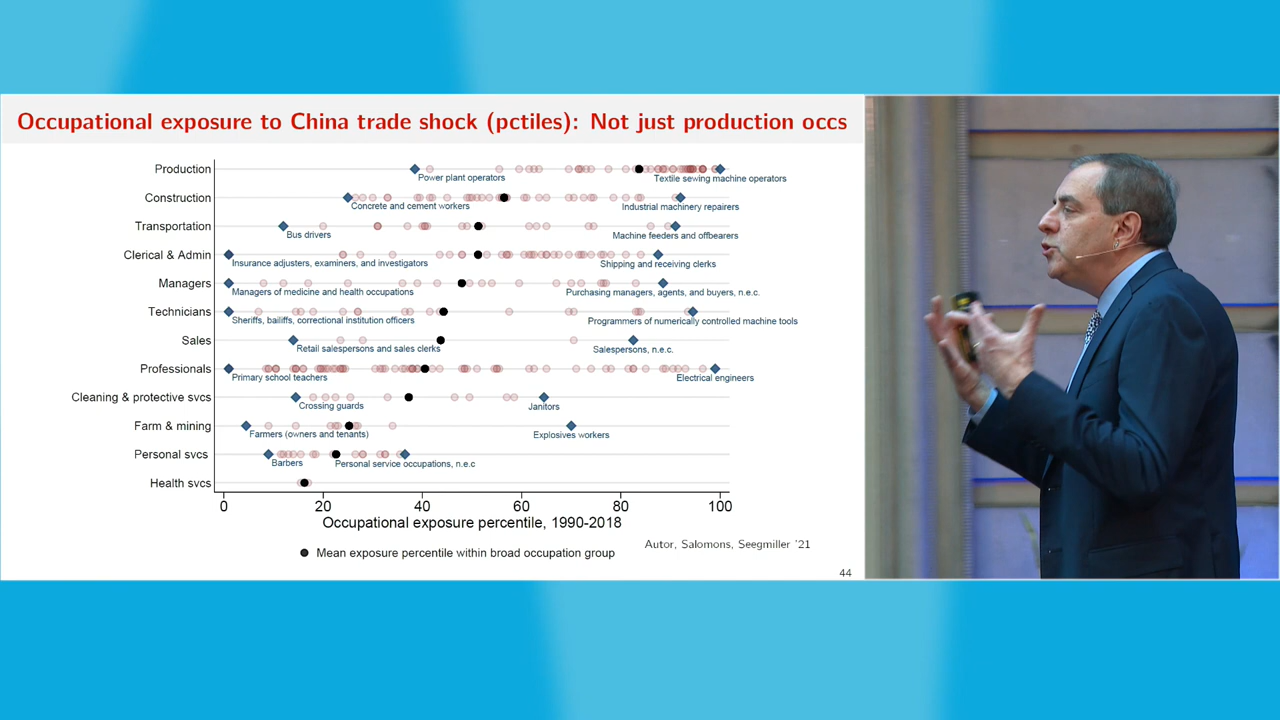 Occupational exposure to China trade shock (pctiles): Not just production occs
Production
Power plant operators
Textile sewing machine operators
Construction
Concrete and cement workers
Industrial machinery repairers
Transportation
Bus drivers
Machine feeders and offbearers
Clerical & Admin
Insurance adjusters, examiners, and investigators
Shipping and receiving clerks
Managers
Managers of medicine and health occupations
Purchasing managers, agents, and buyers, n.e.c.
Technicians
Sheriffs, bailiffs, correctional institution officers
Programmers of numerically controlled machine tools
Sales
Retail salespersons and sales clerks
Salespersons, n.e.c.
Professionals
Primary school teachers
Electrical engineers
Cleaning & protective svcs
Crossing guards
Janitors
Farm & mining
Farmers (owners and tenants)
Explosives workers
Personal svcs
Barbers
Personal service occupations, n.e.c
Health svcs
0 20 40 60 80 100
Occupational exposure percentile, 1990-2018
Mean exposure percentile within broad occupation group
Autor, Salomons, Seegmiller '21
44